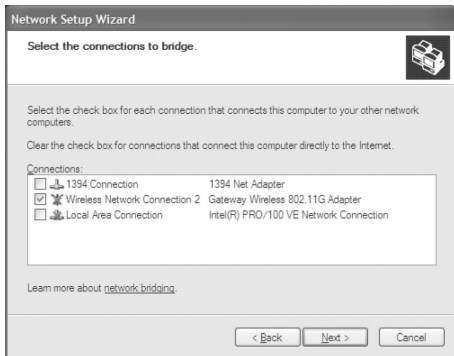 Network Setup Wizard
Select the connections to bridge.
Select the check box for each connection that connects this computer to your other network
computers.
Clear the check box for connections that connect this computer directly to the Internet.
Connections:
1394 Connection 1394 Net Adapter
Wireless Network Connection 2 Gateway Wireless 802.11G Adapter
Local Area Connection Intel(R) PRO/100 VE Network Connection
Learn more about network bridging.
< Back Next > Cancel